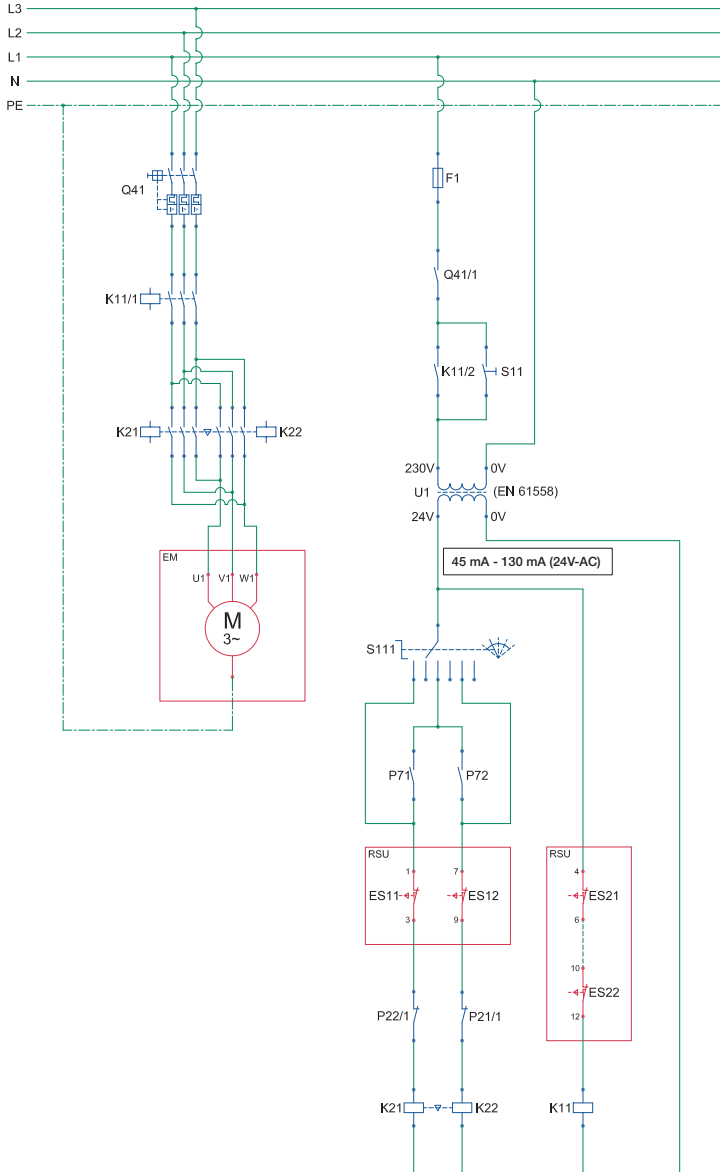 L3
L2
L1
N
PE
Q41
F1
Q41/1
K11/1
K11/2
S11
K21
K22
230V
0V
U1
(EN 61558)
24V
0V
45 mA - 130 mA (24V-AC)
EM
U1
V1
W1
M
3~
S111
P71
P72
RSU
1
7
ES11
ES12
3
9
RSU
4
ES21
6
10
ES22
12
P22/1
P21/1
K21
K22
K11